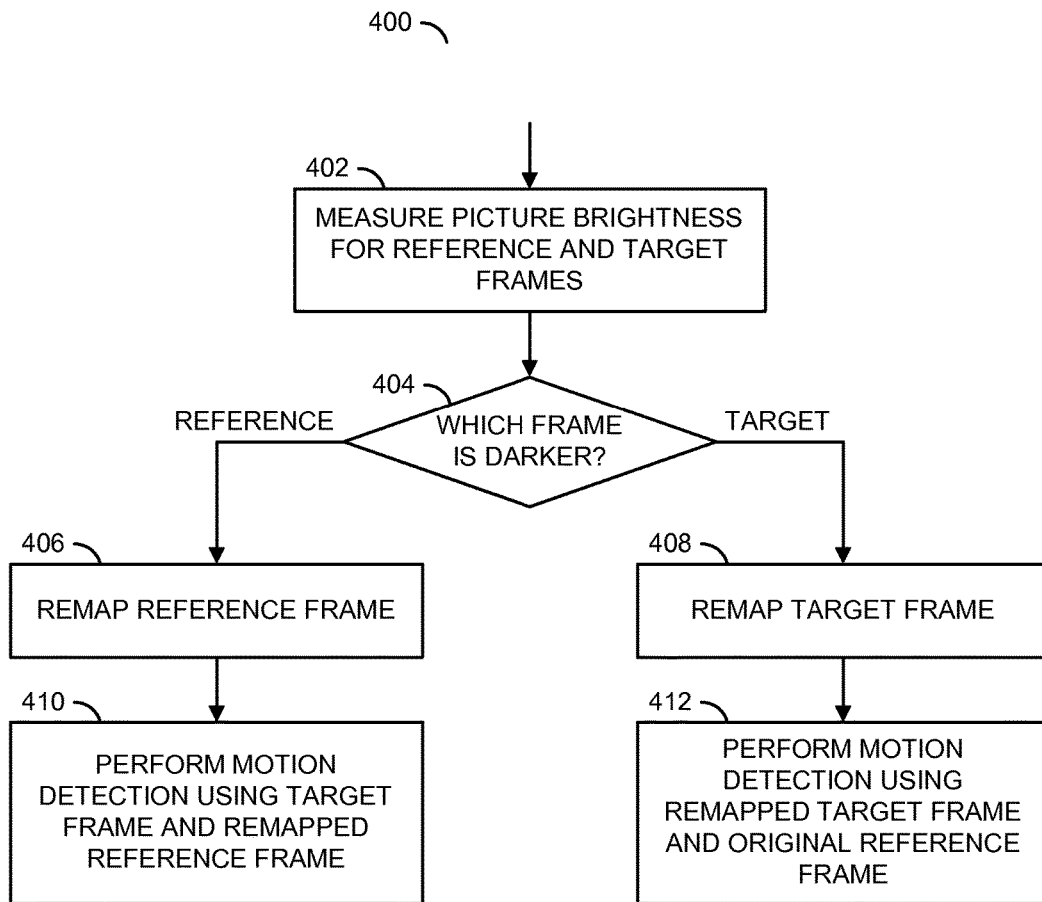 400
402
MEASURE PICTURE BRIGHTNESS
FOR REFERENCE AND TARGET
FRAMES
404
REFERENCE
WHICH FRAME
IS DARKER?
TARGET
406
REMAP REFERENCE FRAME
408
REMAP TARGET FRAME
410
PERFORM MOTION
DETECTION USING TARGET
FRAME AND REMAPPED
REFERENCE FRAME
412
PERFORM MOTION
DETECTION USING
REMAPPED TARGET FRAME
AND ORIGINAL REFERENCE
FRAME